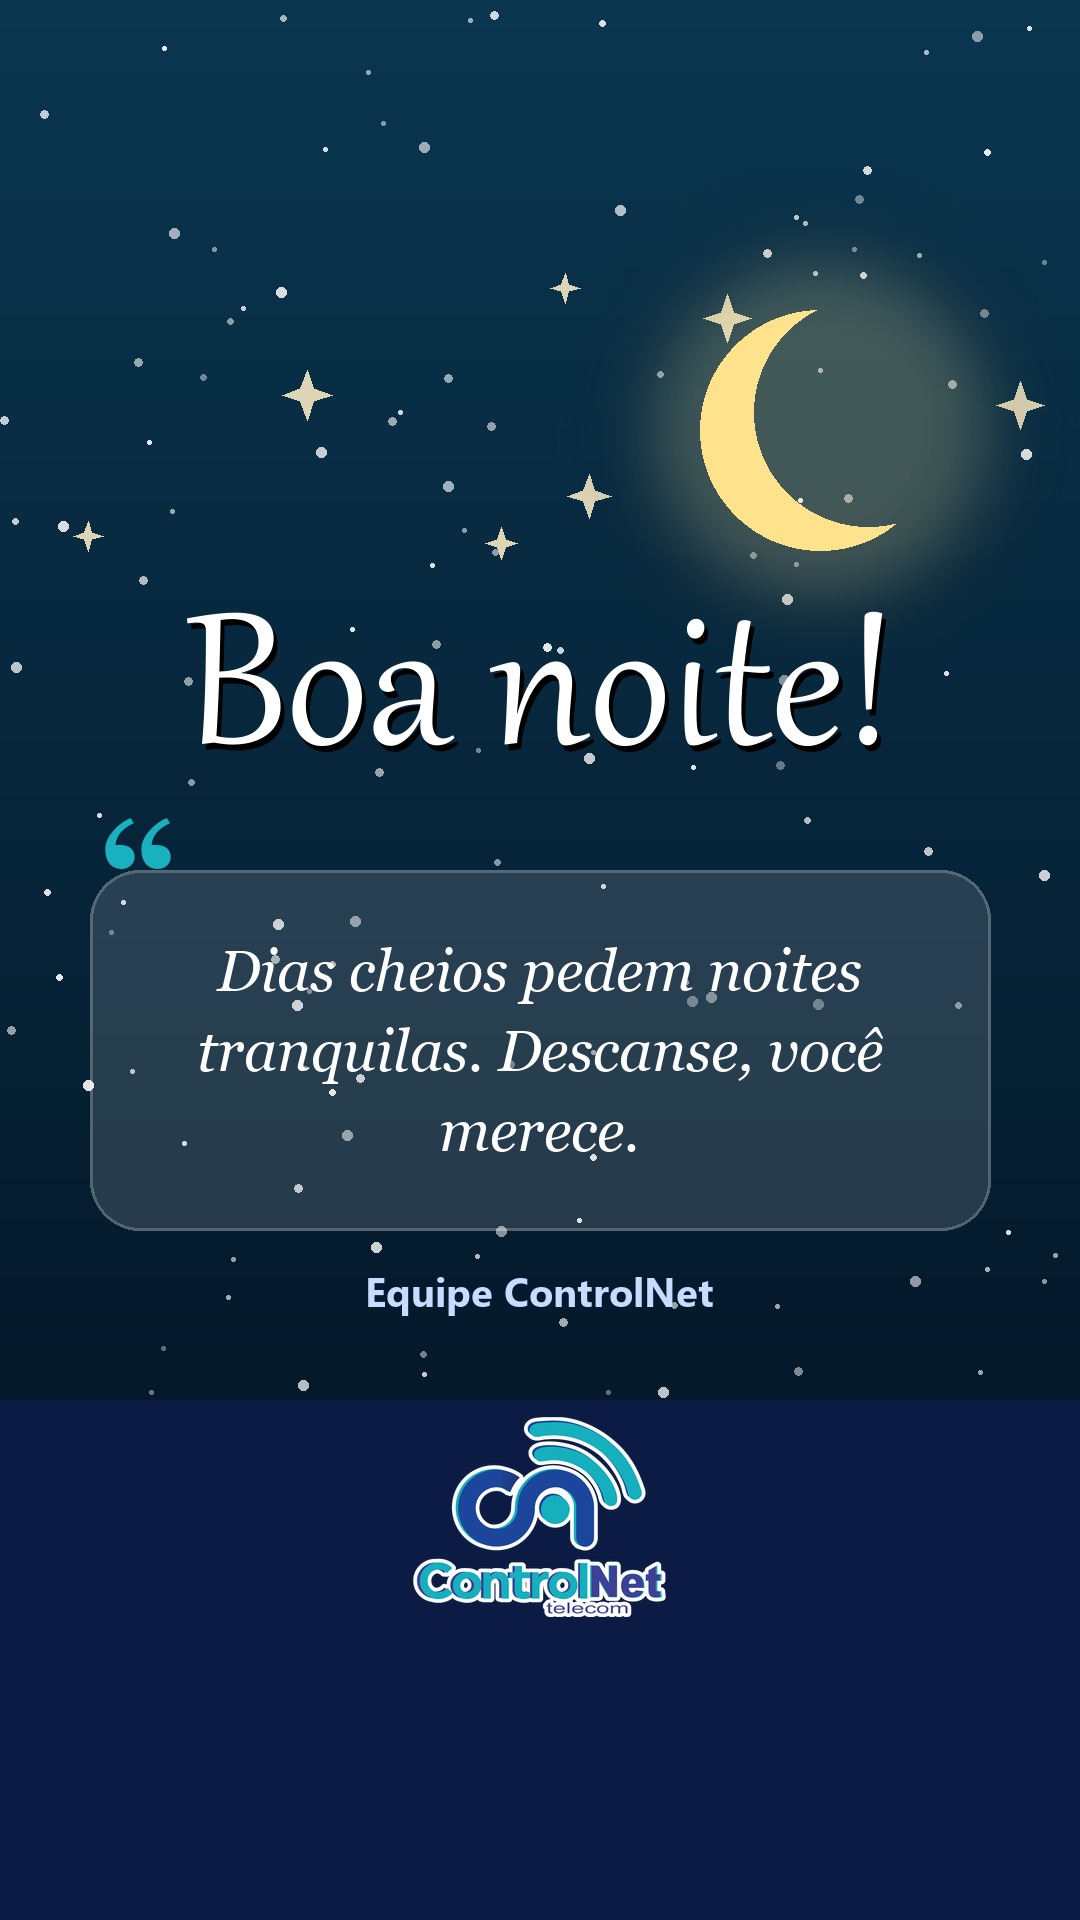 Boa noite!
“
Dias cheios pedem noites
tranquilas. Descanse, você
merece.
Equipe ControlNet
ControlNet
telecom